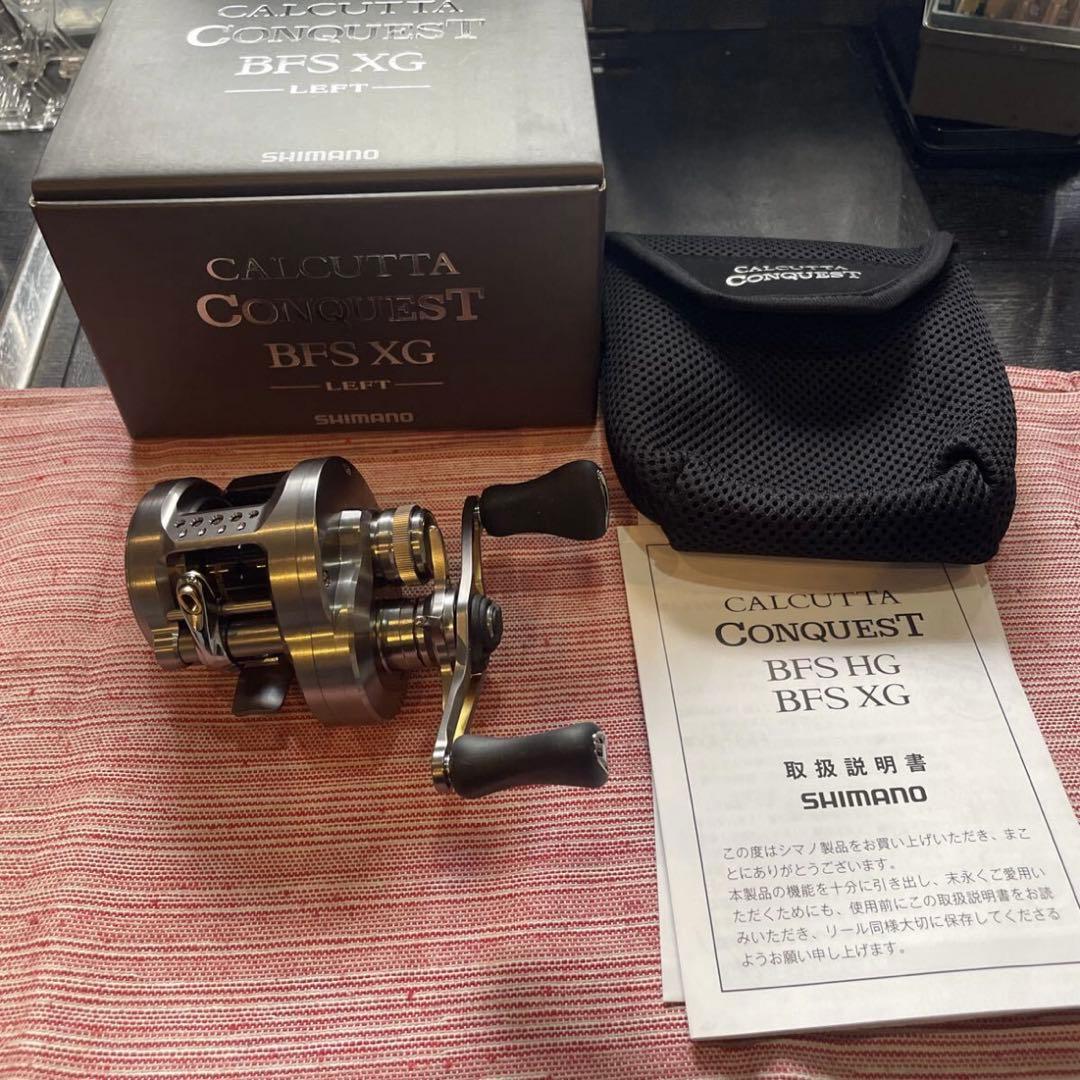 CALCUTTA
CONQUEST
BFS XG
LEFT
SHIMANO
CALCUTTA
CONQUEST
BFS XG
LEFT
SHIMANO
CALCUTTA
CONQUEST
CALCUTTA
CONQUEST
BFS HG
BFS XG
取扱説明書
SHIMANO
この度はシマノ製品をお買い上げいただき、まこ
とにありがとうございます。
本製品の機能を十分に引き出し、末永くご愛用い
ただくためにも、使用前にこの取扱説明書をお読
みいただき、リール同様大切に保存してくださる
ようお願い申し上げます。